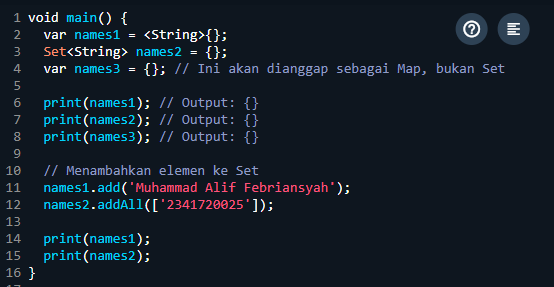 1 void main() {
2   var names1 = <String>{};
3   Set<String> names2 = {};
4   var names3 = {}; // Ini akan dianggap sebagai Map, bukan Set
5
6   print(names1); // Output: {}
7   print(names2); // Output: {}
8   print(names3); // Output: {}
9
10   // Menambahkan elemen ke Set
11   names1.add('Muhammad Alif Febriansyah');
12   names2.addAll(['2341720025']);
13
14   print(names1);
15   print(names2);
16 }